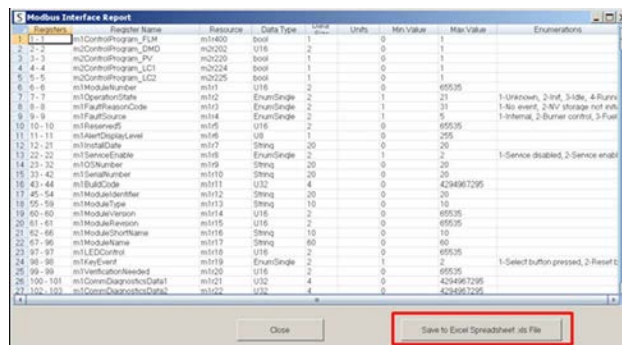 Modbus Interface Report
Registers Register Name Resource Data Type Data Size Units Min Value Max Value Enumerations
1 1 - 1 m1ControlProgram_FLM m1r400 bool 1 0 1
2 2 - 2 m2ControlProgram_DMD m2r202 U16 2 0 1
3 3 - 3 m2ControlProgram_PV m2r220 bool 1 0 1
4 4 - 4 m2ControlProgram_LC1 m2r224 bool 1 0 1
5 5 - 5 m2ControlProgram_LC2 m2r225 bool 1 0 1
6 6 - 6 m1ModuleNumber m1r1 U16 2 0 65535
7 7 - 7 m1OperationState m1r2 EnumSingle 2 1 21 1-Unknown, 2-Init, 3-Idle, 4-Runni
8 8 - 8 m1FaultReasonCode m1r3 EnumSingle 2 1 31 1-No event, 2-NV storage not initi
9 9 - 9 m1FaultSource m1r4 EnumSingle 2 1 5 1-Internal, 2-Burner control, 3-Fuel
10 10 - 10 m1Reserved5 m1r5 U16 2 0 65535
11 11 - 11 m1AlertDisplayLevel m1r6 U8 1 0 255
12 12 - 21 m1InstallDate m1r7 String 20 0 20
13 22 - 22 m1ServiceEnable m1r8 EnumSingle 2 1 2 1-Service disabled, 2-Service enabl
14 23 - 32 m1OSNumber m1r9 String 20 0 20
15 33 - 42 m1SerialNumber m1r10 String 20 0 20
16 43 - 44 m1BuildCode m1r11 U32 4 0 4294967295
17 45 - 54 m1ModuleIdentifier m1r12 String 20 0 20
18 55 - 59 m1ModuleType m1r13 String 10 0 10
19 60 - 60 m1ModuleVersion m1r14 U16 2 0 65535
20 61 - 61 m1ModuleRevision m1r15 U16 2 0 65535
21 62 - 66 m1ModuleShortName m1r16 String 10 0 10
22 67 - 96 m1ModuleName m1r17 String 60 0 60
23 97 - 97 m1LEDControl m1r18 U16 2 0 65535
24 98 - 98 m1KeyEvent m1r19 EnumSingle 2 1 2 1-Select button pressed, 2-Reset b
25 99 - 99 m1VerificationNeeded m1r20 U16 2 0 65535
26 100 - 101 m1CommDiagnosticsData1 m1r21 U32 4 0 4294967295
27 102 - 103 m1CommDiagnosticsData2 m1r22 U32 4 0 4294967295
Close Save to Excel Spreadsheet .xls File